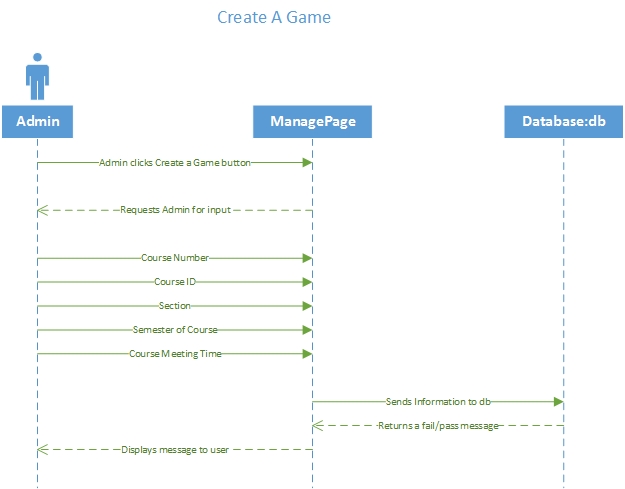 Create A Game
Admin
ManagePage
Database:db
Admin clicks Create a Game button
Requests Admin for input
Course Number
Course ID
Section
Semester of Course
Course Meeting Time
Sends Information to db
Returns a fail/pass message
Displays message to user